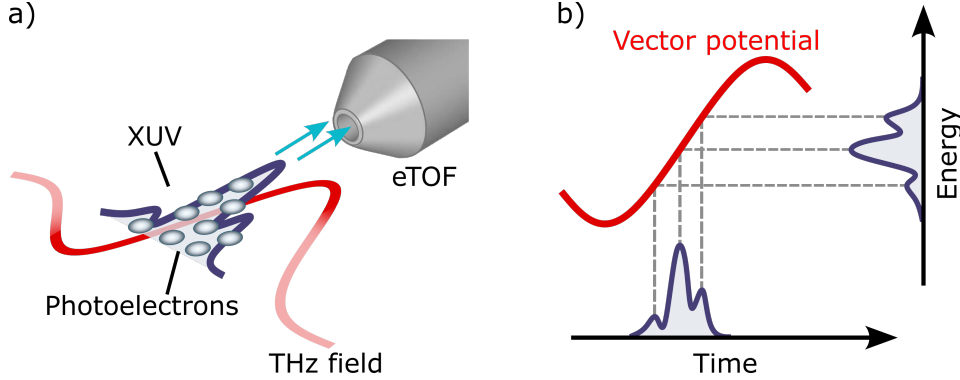 a)
XUV
eTOF
Photoelectrons
THz field
b)
Vector potential
Energy
Time